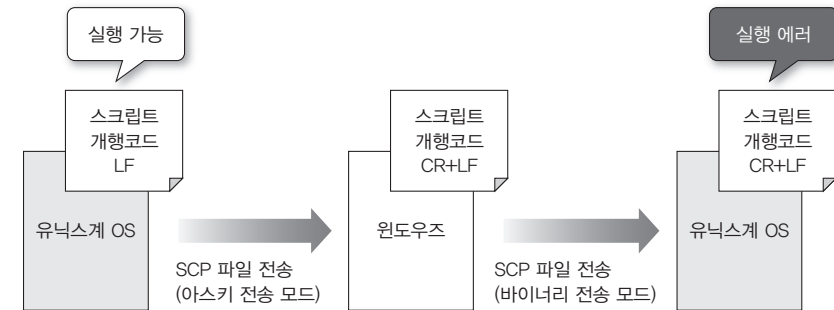 실행 가능
스크립트
개행코드
LF
유닉스계 OS
SCP 파일 전송
(아스키 전송 모드)
스크립트
개행코드
CR+LF
윈도우즈
SCP 파일 전송
(바이너리 전송 모드)
실행 에러
스크립트
개행코드
CR+LF
유닉스계 OS